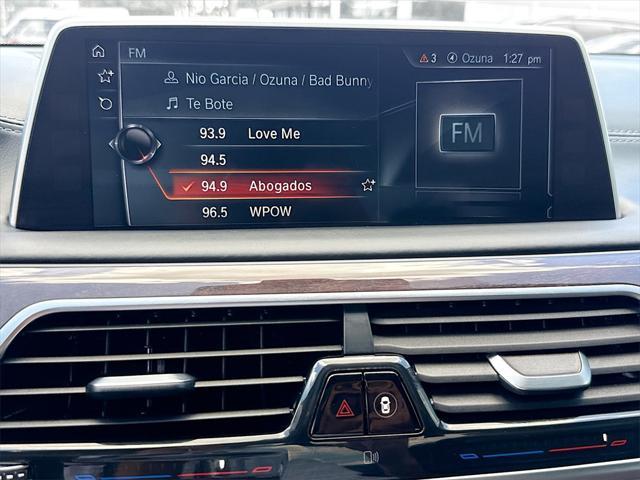 FM
3 Ozuna 1:27 pm
Nio Garcia / Ozuna / Bad Bunny
Te Bote
93.9 Love Me
94.5
94.9 Abogados
96.5 WPOW
FM